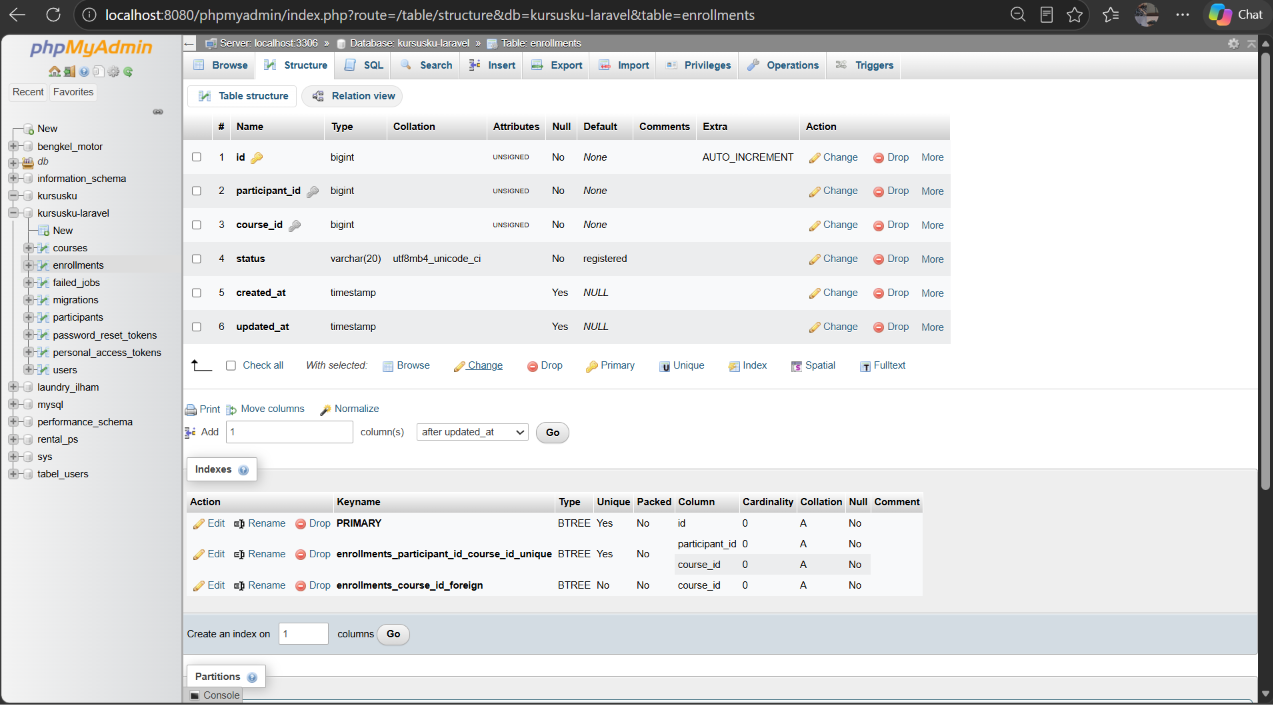 localhost:8080/phpmyadmin/index.php?route=/table/structure&db=kursusku-laravel&table=enrollments
Chat
phpMyAdmin
Recent Favorites
New
bengkel_motor
db
information_schema
kursusku
kursusku-laravel
New
courses
enrollments
failed_jobs
migrations
participants
password_reset_tokens
personal_access_tokens
users
laundry_ilham
mysql
performance_schema
rental_ps
sys
tabel_users
Server: localhost:3306 » Database: kursusku-laravel » Table: enrollments
Browse Structure SQL Search Insert Export Import Privileges Operations Triggers
Table structure Relation view
# Name Type Collation Attributes Null Default Comments Extra Action
1 id bigint UNSIGNED No None AUTO_INCREMENT Change Drop More
2 participant_id bigint UNSIGNED No None Change Drop More
3 course_id bigint UNSIGNED No None Change Drop More
4 status varchar(20) utf8mb4_unicode_ci No registered Change Drop More
5 created_at timestamp Yes NULL Change Drop More
6 updated_at timestamp Yes NULL Change Drop More
Check all With selected: Browse Change Drop Primary Unique Index Spatial Fulltext
Print Move columns Normalize
Add 1 column(s) after updated_at Go
Indexes
Action Keyname Type Unique Packed Column Cardinality Collation Null Comment
Edit Rename Drop PRIMARY BTREE Yes No id 0 A No
participant_id 0 A No
Edit Rename Drop enrollments_participant_id_course_id_unique BTREE Yes No
course_id 0 A No
Edit Rename Drop enrollments_course_id_foreign BTREE No No course_id 0 A No
Create an index on 1 columns Go
Partitions
Console